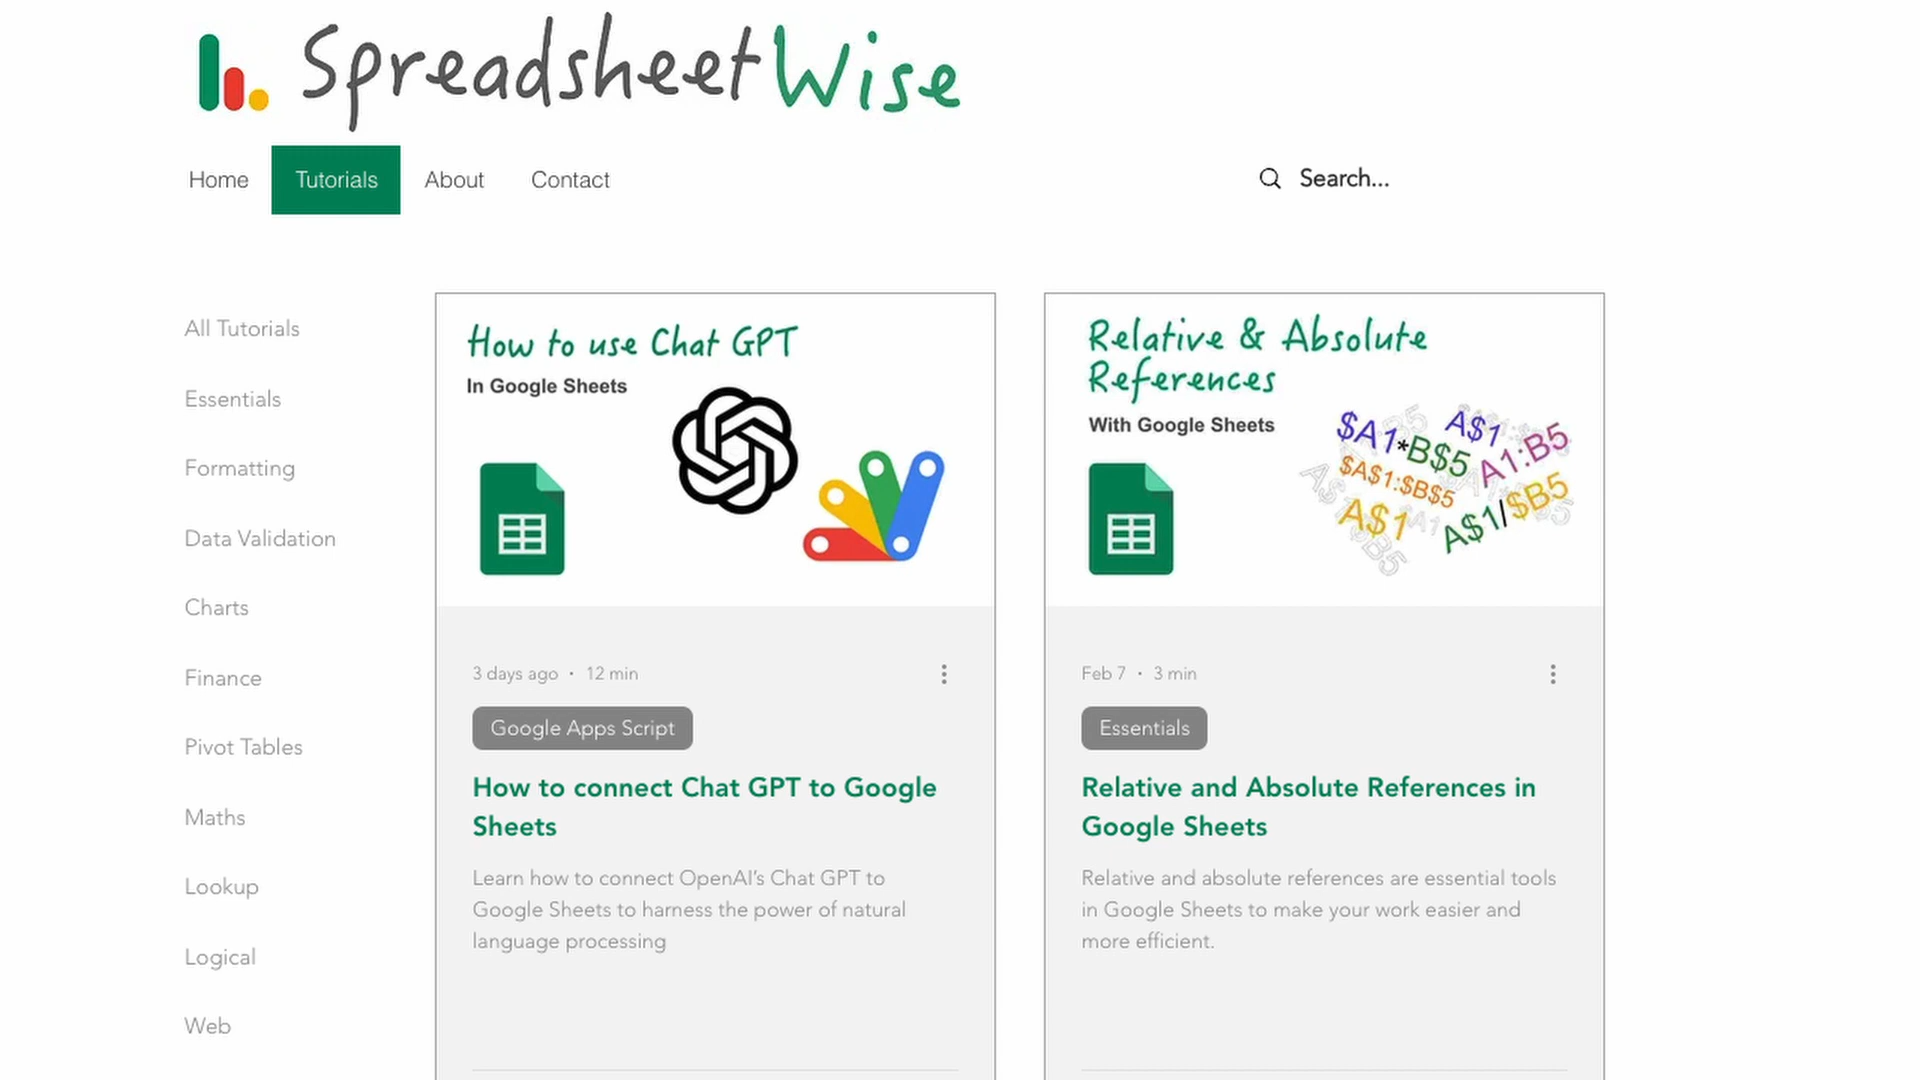 SpreadsheetWise
Home
Tutorials
About
Contact
Search...
All Tutorials
Essentials
Formatting
Data Validation
Charts
Finance
Pivot Tables
Maths
Lookup
Logical
Web
How to use Chat GPT
In Google Sheets
3 days ago · 12 min
Google Apps Script
How to connect Chat GPT to Google
Sheets
Learn how to connect OpenAI’s Chat GPT to
Google Sheets to harness the power of natural
language processing
Relative & Absolute
References
With Google Sheets
$A1*B$5
A$1
A1:B5
$A$1:$B$5
A$1
A$1/$B5
Feb 7 · 3 min
Essentials
Relative and Absolute References in
Google Sheets
Relative and absolute references are essential tools
in Google Sheets to make your work easier and
more efficient.